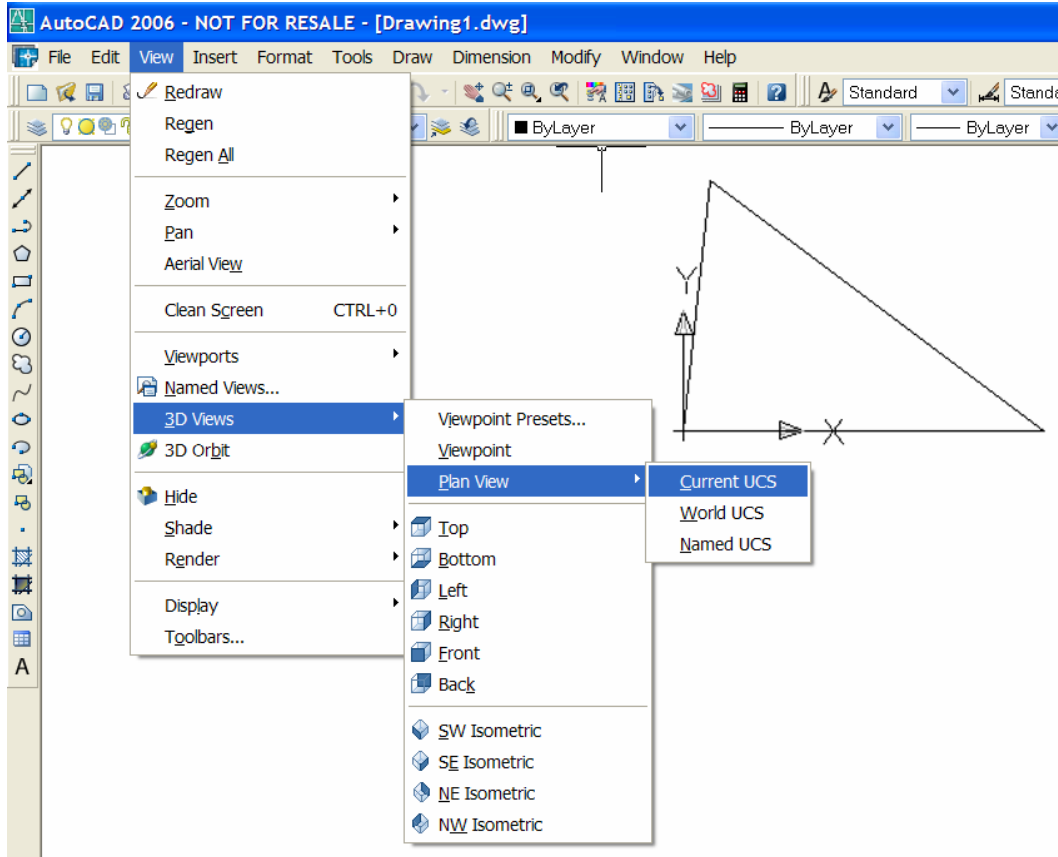 AutoCAD 2006 - NOT FOR RESALE - [Drawing1.dwg]
File Edit View Insert Format Tools Draw Dimension Modify Window Help
Standard Standa
ByLayer ByLayer ByLayer
Redraw
Regen
Regen All
Zoom
Pan
Aerial View
Clean Screen CTRL+0
Viewports
Named Views...
3D Views
3D Orbit
Hide
Shade
Render
Display
Toolbars...
Viewpoint Presets...
Viewpoint
Plan View
Top
Bottom
Left
Right
Front
Back
SW Isometric
SE Isometric
NE Isometric
NW Isometric
Current UCS
World UCS
Named UCS
Y
X
A